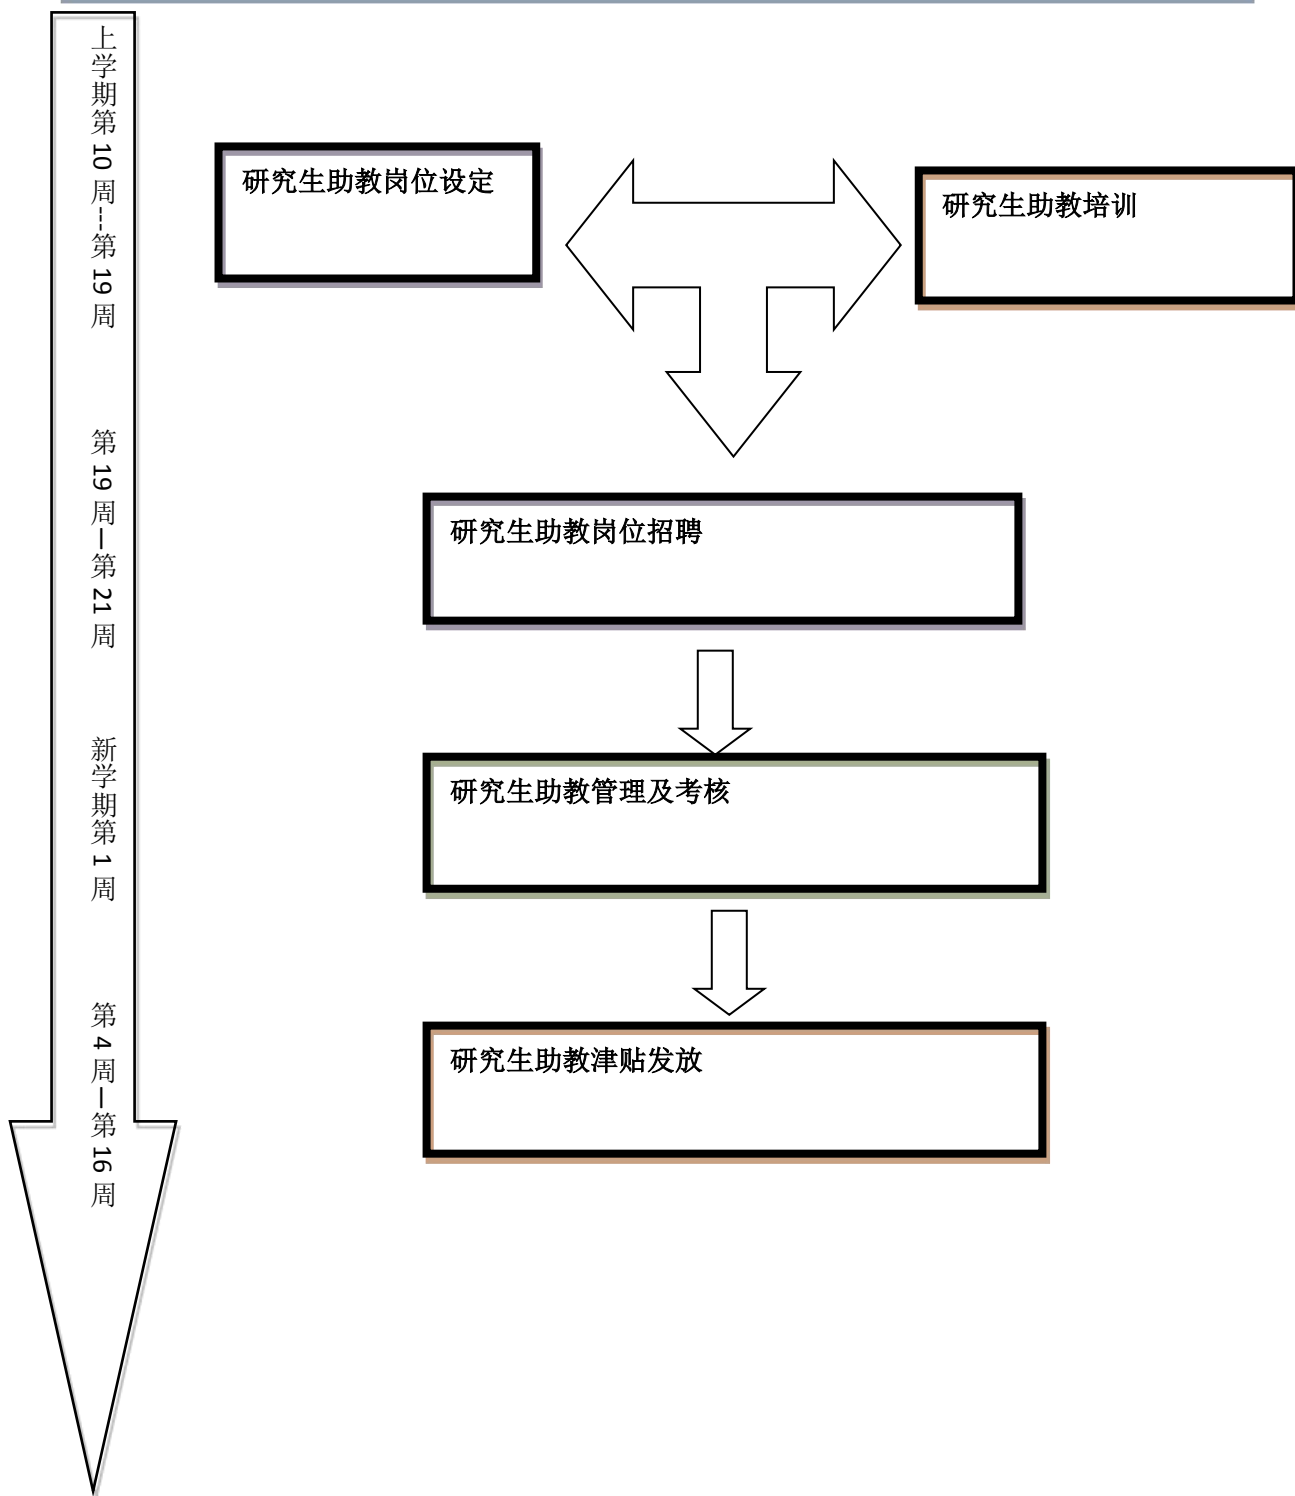 上学期第10周---第19周
第19周—第21周
新学期第1周
第4周—第16周
研究生助教岗位设定
研究生助教培训
研究生助教岗位招聘
研究生助教管理及考核
研究生助教津贴发放